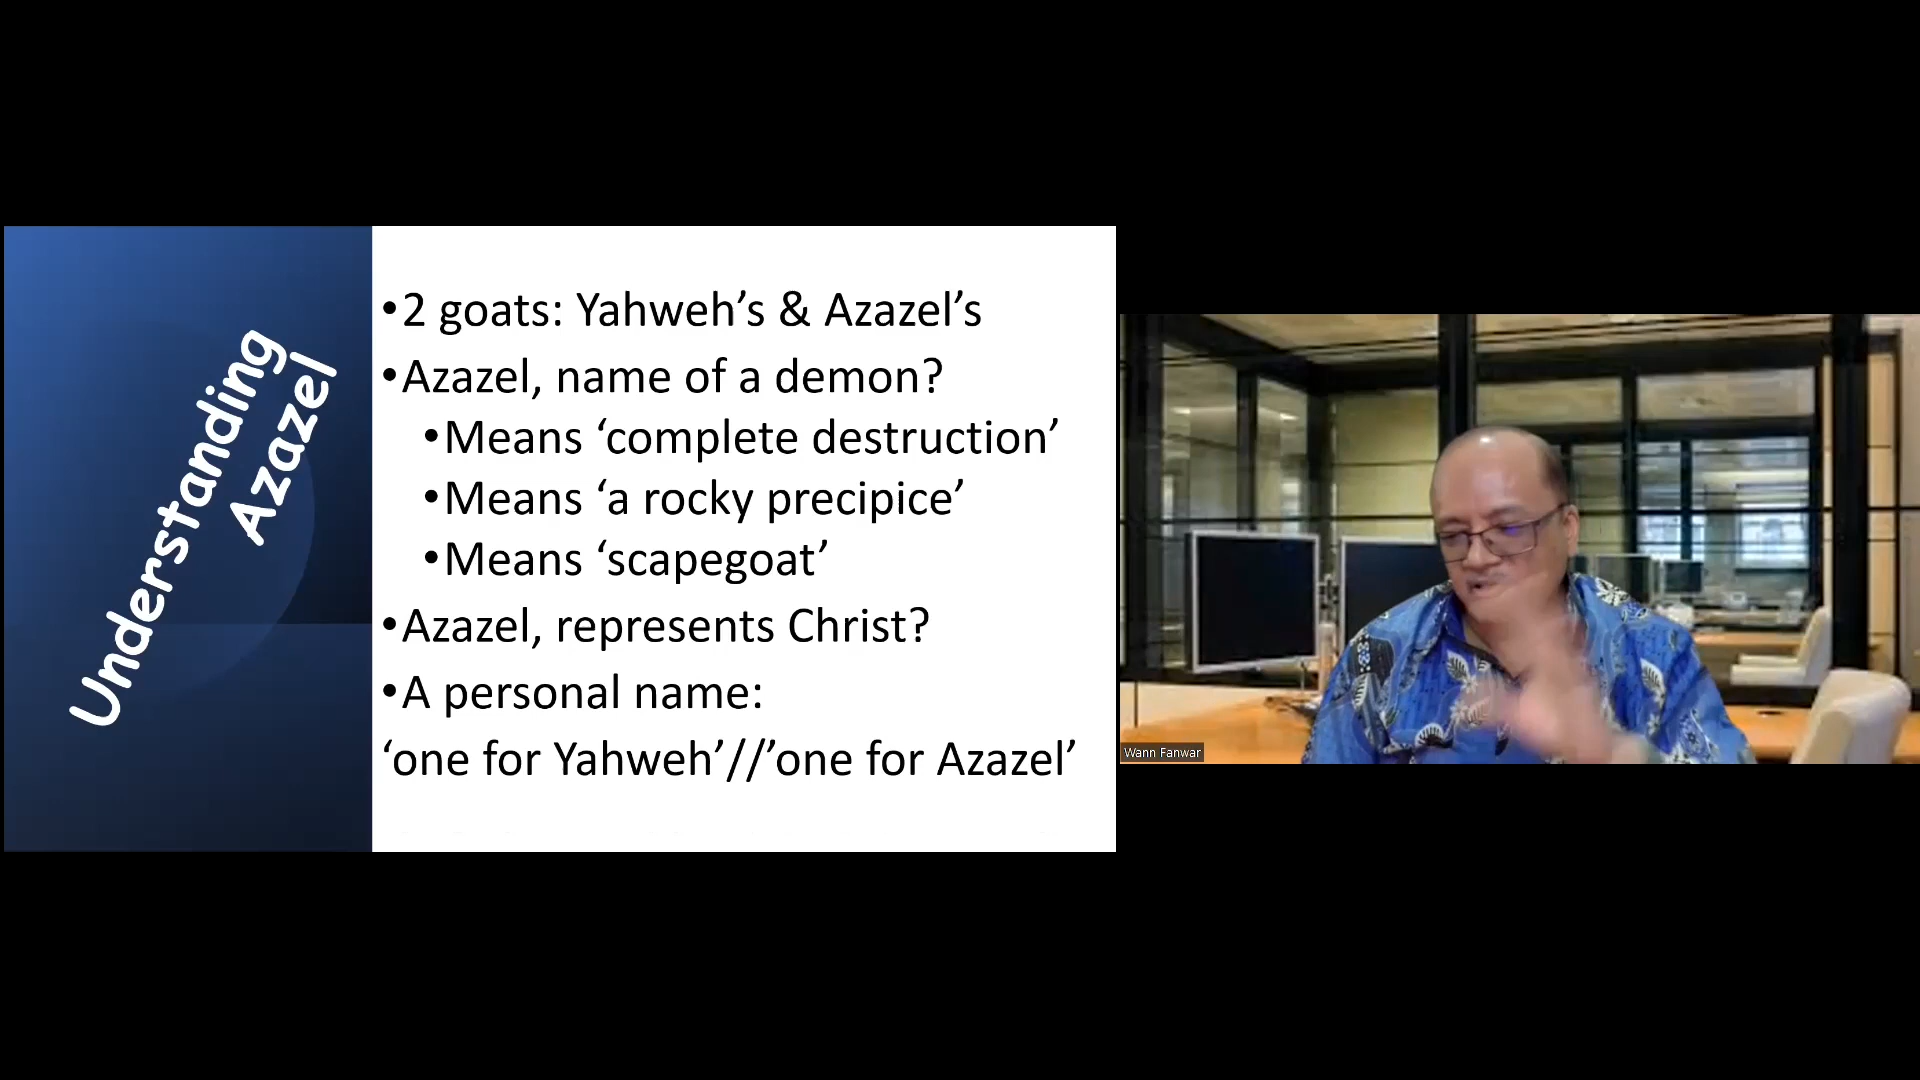 Understanding
Azazel
•2 goats: Yahweh’s & Azazel’s
•Azazel, name of a demon?
•Means ‘complete destruction’
•Means ‘a rocky precipice’
•Means ‘scapegoat’
•Azazel, represents Christ?
•A personal name:
‘one for Yahweh’//’one for Azazel’
Wann Fanwar